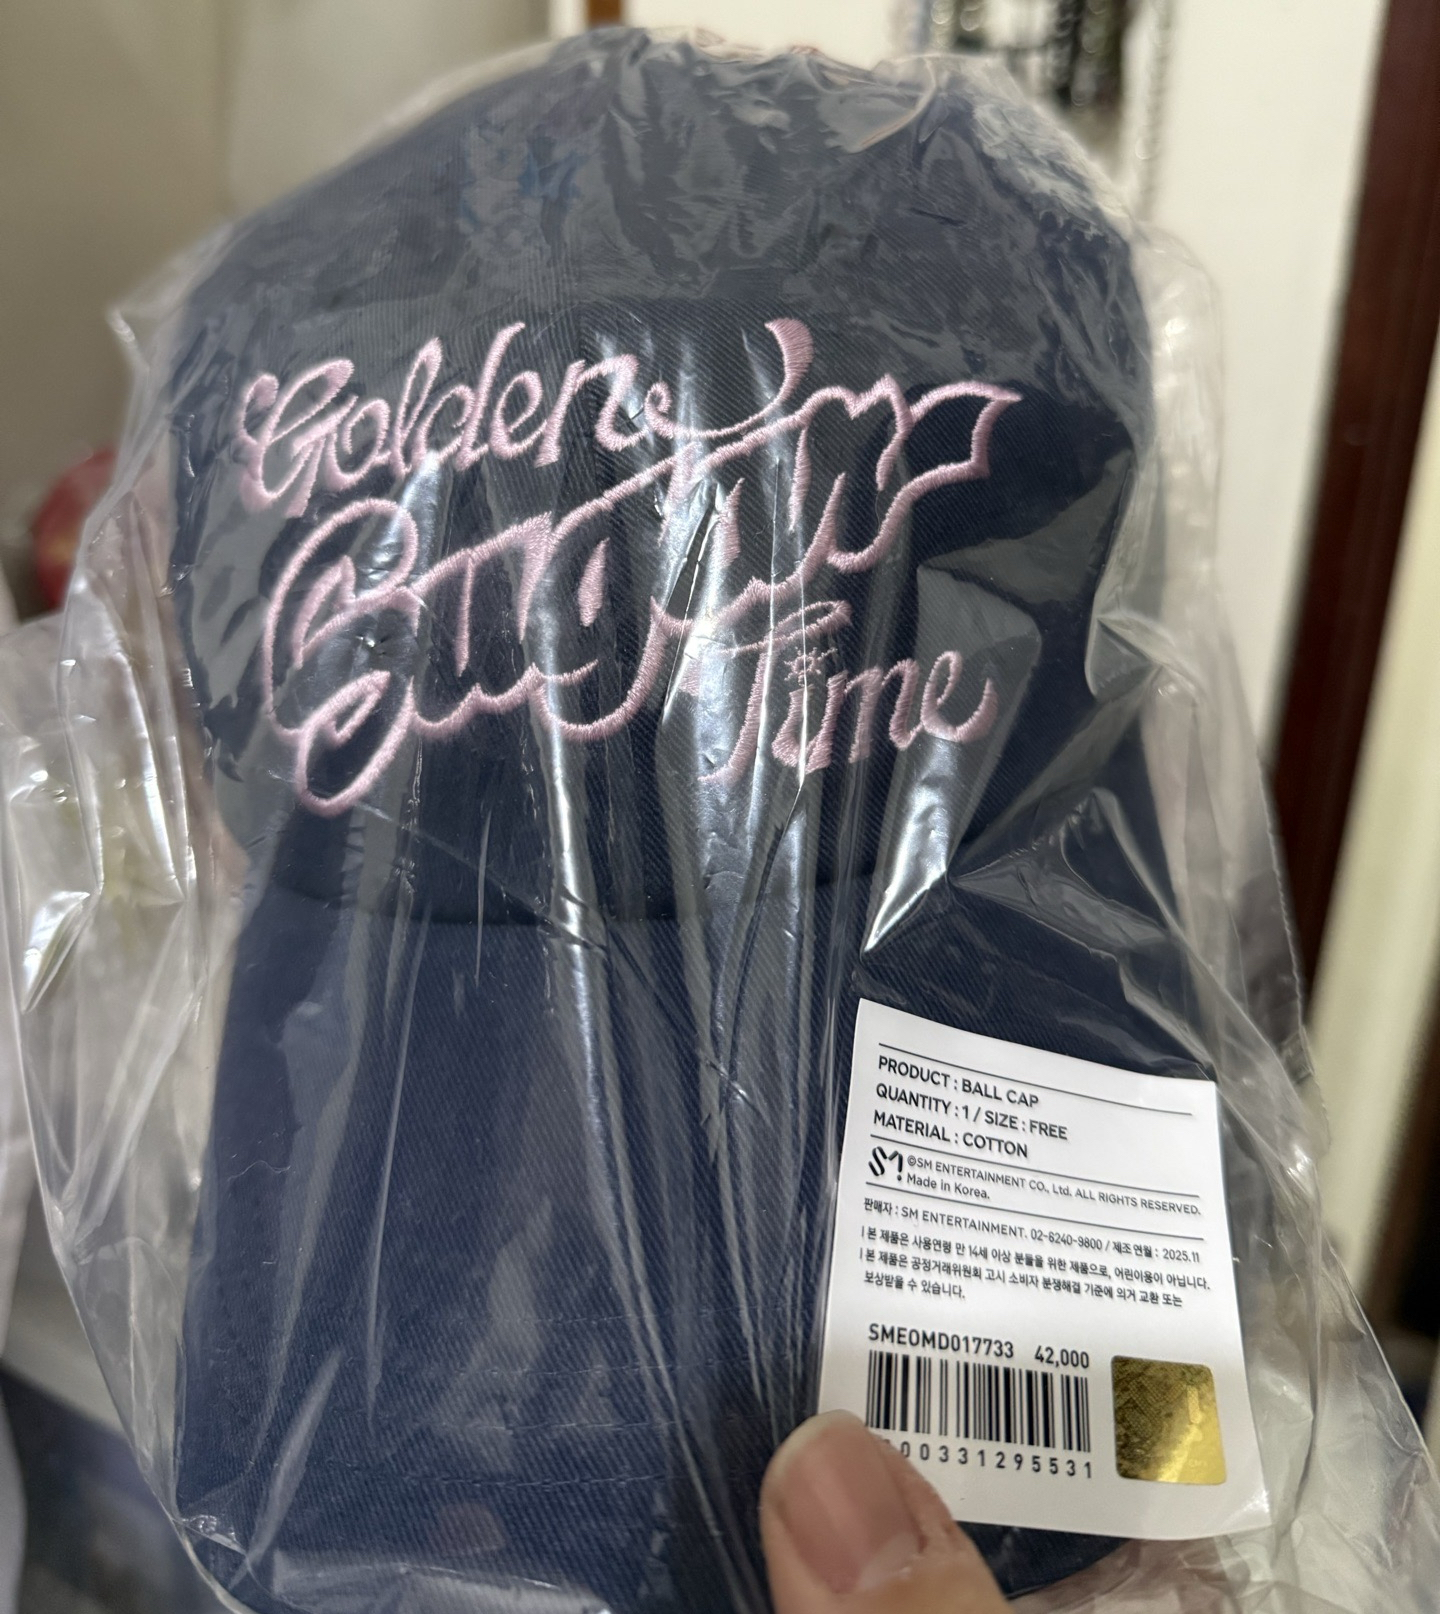 Golden
Sugar
Time
PRODUCT : BALL CAP
QUANTITY : 1 / SIZE : FREE
MATERIAL : COTTON
SM ©SM ENTERTAINMENT CO., Ltd. ALL RIGHTS RESERVED.
Made in Korea.
판매자 : SM ENTERTAINMENT. 02-6240-9800 / 제조연월 : 2025.11
| 본 제품은 사용연령 만 14세 이상 분들을 위한 제품으로, 어린이용이 아닙니다.
| 본 제품은 공정거래위원회 고시 소비자 분쟁해결 기준에 의거 교환 또는
보상받을 수 있습니다.
SMEOMD017733 42,000
00331295531